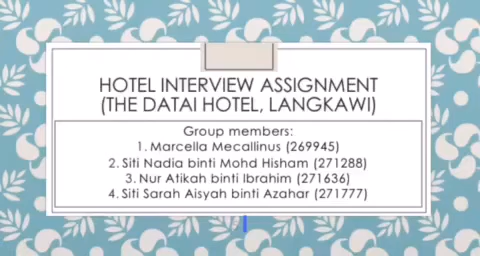 HOTEL INTERVIEW ASSIGNMENT
(THE DATAI HOTEL, LANGKAWI)
Group members:
1. Marcella Mecallinus (269945)
2. Siti Nadia binti Mohd Hisham (271288)
3. Nur Atikah binti Ibrahim (271636)
4. Siti Sarah Aisyah binti Azahar (271777)